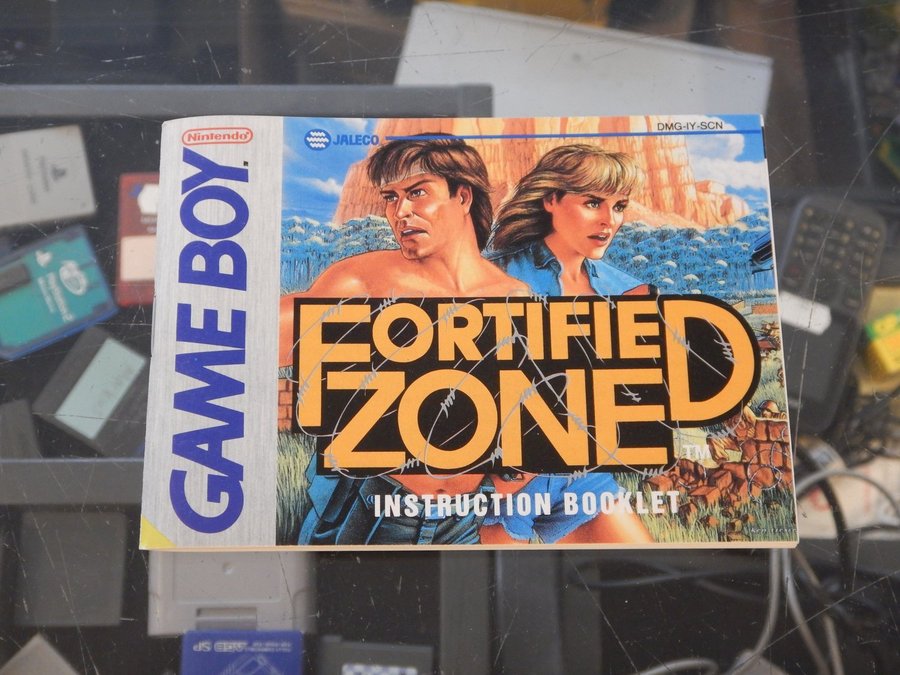 Nintendo
GAME BOY
JALECO
DMG-IY-SCN
FORTIFIED
ZONE
TM
INSTRUCTION BOOKLET